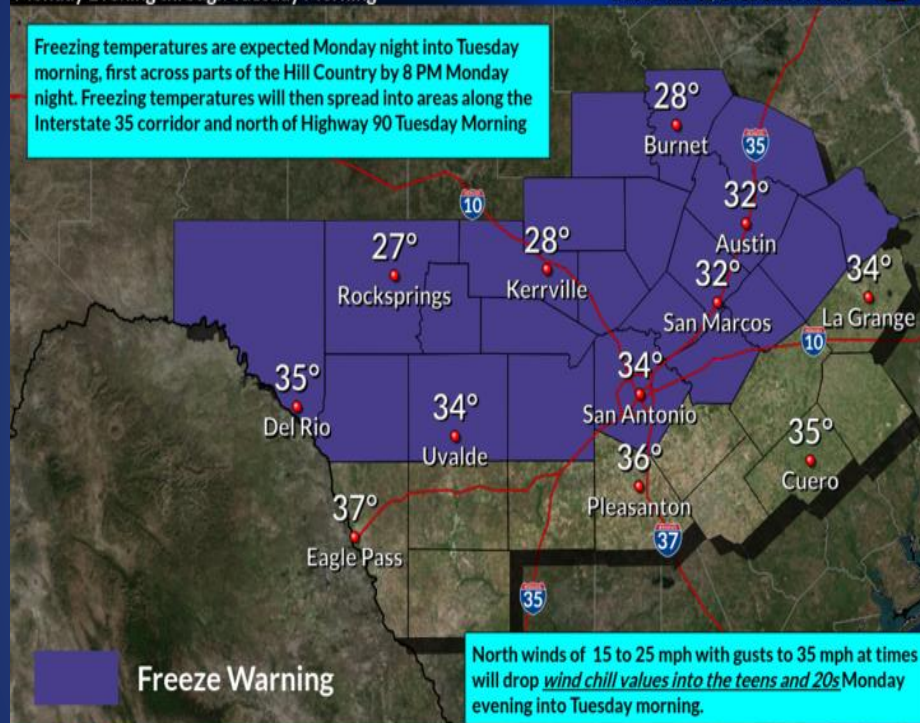 Monday Evening through Tuesday Morning
Freezing temperatures are expected Monday night into Tuesday
morning, first across parts of the Hill Country by 8 PM Monday
night. Freezing temperatures will then spread into areas along the
Interstate 35 corridor and north of Highway 90 Tuesday Morning
28°
Burnet
35
10
32°
Austin
27°
Rocksprings
28°
Kerrville
32°
San Marcos
34°
La Grange
10
35°
Del Rio
34°
Uvalde
34°
San Antonio
36°
Pleasanton
35°
Cuero
37°
Eagle Pass
37
35
Freeze Warning
North winds of 15 to 25 mph with gusts to 35 mph at times
will drop wind chill values into the teens and 20s Monday
evening into Tuesday morning.